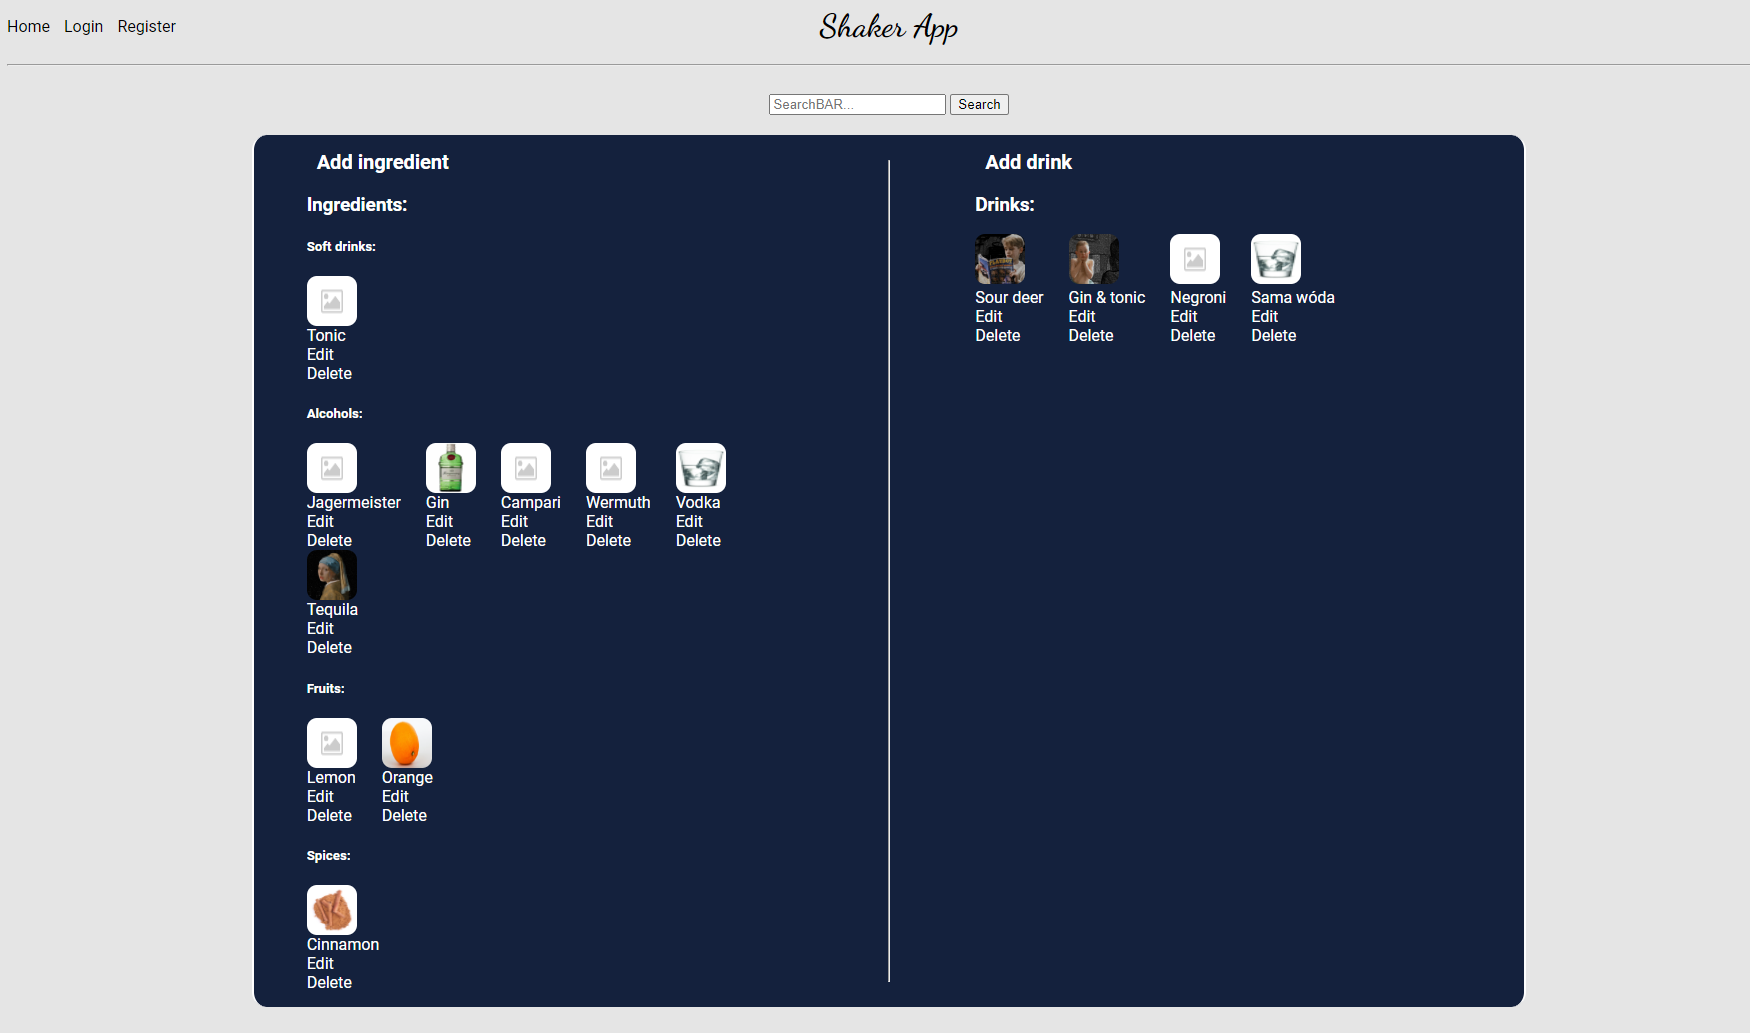 Home Login Register
Shaker App
SearchBAR... Search
Add ingredient
Ingredients:
Soft drinks:
Tonic
Edit
Delete
Alcohols:
Jagermeister Gin Campari Wermuth Vodka
Edit Edit Edit Edit Edit
Delete Delete Delete Delete Delete
Tequila
Edit
Delete
Fruits:
Lemon Orange
Edit Edit
Delete Delete
Spices:
Cinnamon
Edit
Delete
Add drink
Drinks:
Sour deer Gin & tonic Negroni Sama wóda
Edit Edit Edit Edit
Delete Delete Delete Delete